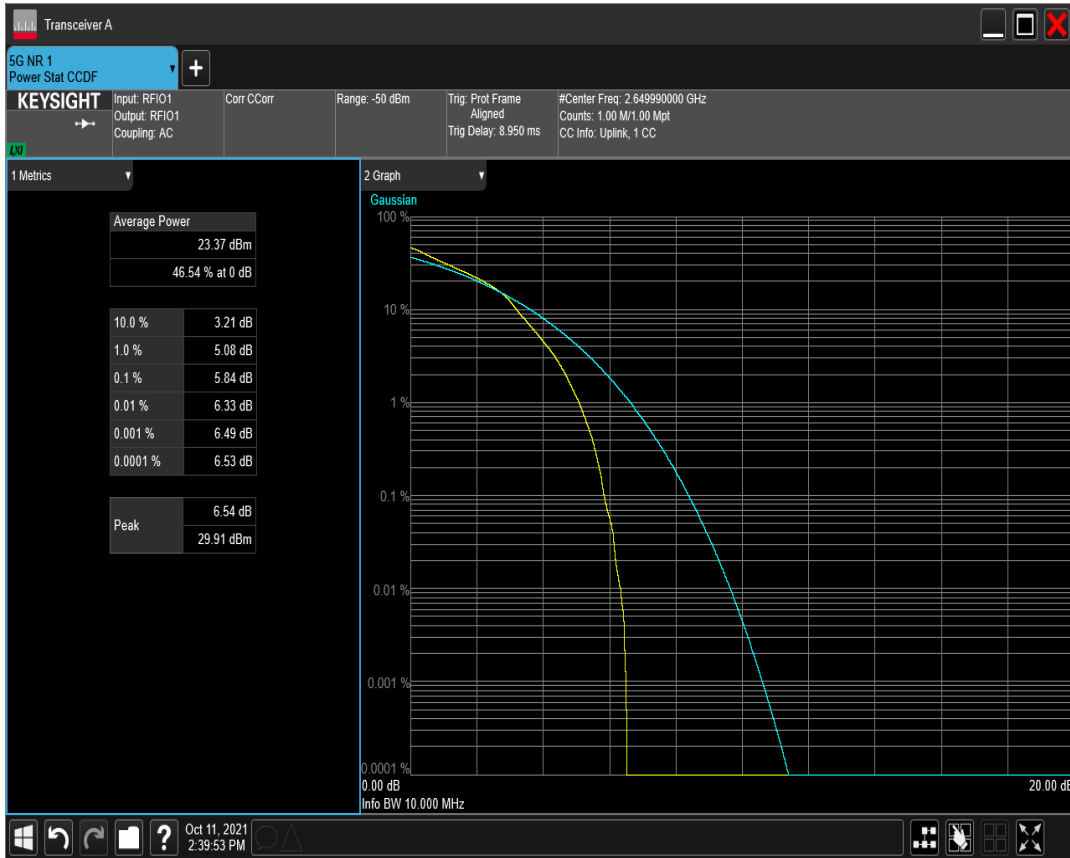 Transceiver A
5G NR 1
Power Stat CCDF
KEYSIGHT
LXI
Input: RFIO1
Output: RFIO1
Coupling: AC
Corr CCorr
Range: -50 dBm
Trig: Prot Frame
Aligned
Trig Delay: 8.950 ms
#Center Freq: 2.649990000 GHz
Counts: 1.00 M/1.00 Mpt
CC Info: Uplink, 1 CC
1 Metrics
Average Power
23.37 dBm
46.54 % at 0 dB
10.0 % 3.21 dB
1.0 % 5.08 dB
0.1 % 5.84 dB
0.01 % 6.33 dB
0.001 % 6.49 dB
0.0001 % 6.53 dB
Peak 6.54 dB
29.91 dBm
2 Graph
Gaussian
100 %
10 %
1 %
0.1 %
0.01 %
0.001 %
0.0001 %
0.00 dB 20.00 dB
Info BW 10.000 MHz
? Oct 11, 2021
2:39:53 PM